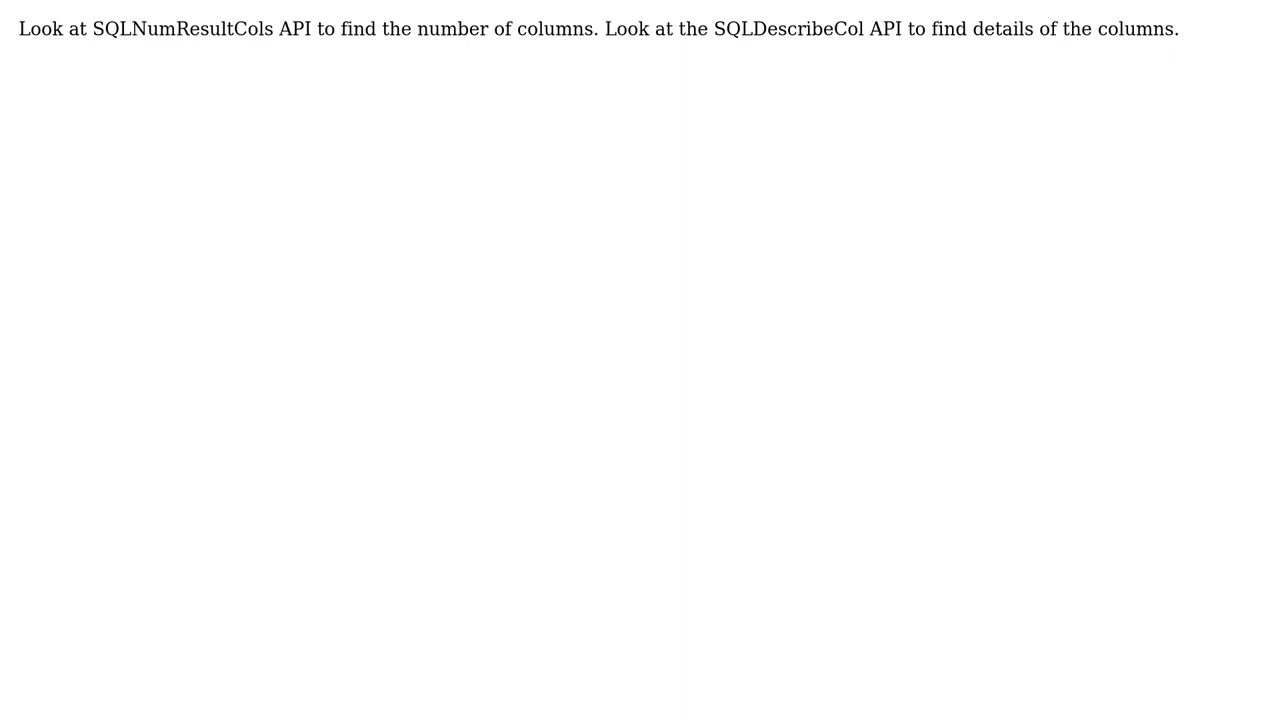 Look at SQLNumResultCols API to find the number of columns. Look at the SQLDescribeCol API to find details of the columns.